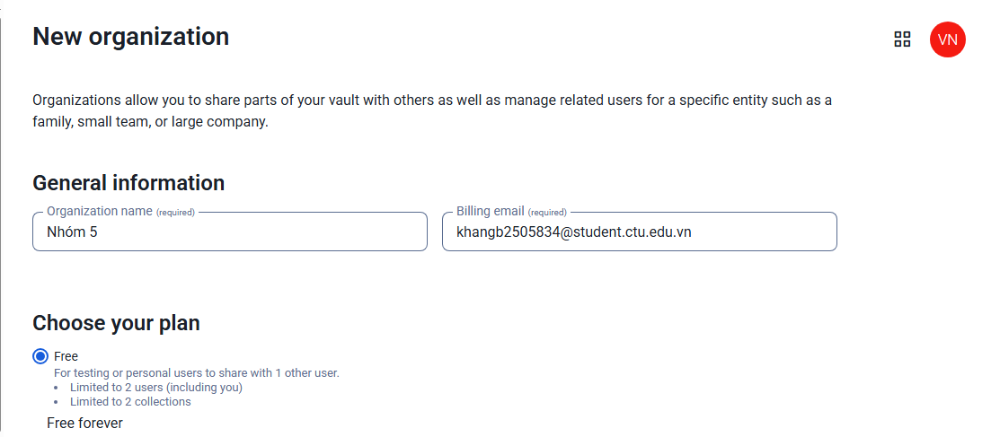 New organization
VN
Organizations allow you to share parts of your vault with others as well as manage related users for a specific entity such as a
family, small team, or large company.
General information
Organization name (required)
Nhóm 5
Billing email (required)
khangb2505834@student.ctu.edu.vn
Choose your plan
Free
For testing or personal users to share with 1 other user.
• Limited to 2 users (including you)
• Limited to 2 collections
Free forever